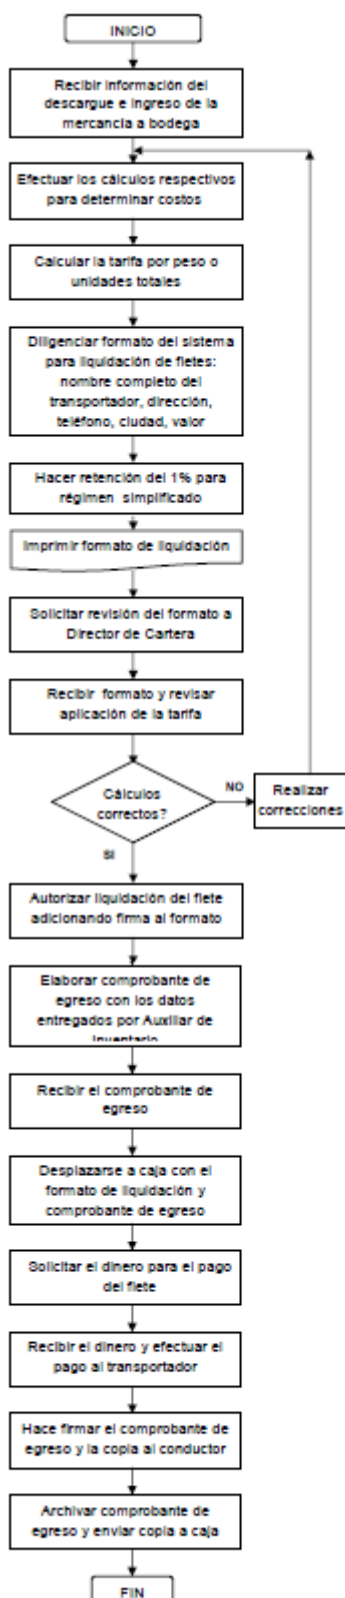 INICIO
Recibir información del
descargue e ingreso de la
mercancia a bodega
Efectuar los cálculos respectivos
para determinar costos
Calcular la tarifa por peso o
unidades totales
Diligenciar formato del sistema
para liquidación de fletes:
nombre completo del
transportador, dirección,
teléfono, ciudad, valor
Hacer retención del 1% para
régimen simplificado
Imprimir formato de liquidación
Solicitar revisión del formato a
Director de Cartera
Recibir formato y revisar
aplicación de la tarifa
Cálculos
correctos?
NO
Realizar
correcciones
SI
Autorizar liquidación del flete
adicionando firma al formato
Elaborar comprobante de
egreso con los datos
entregados por Auxiliar de
Inventario
Recibir el comprobante de
egreso
Desplazarse a caja con el
formato de liquidación y
comprobante de egreso
Solicitar el dinero para el pago
del flete
Recibir el dinero y efectuar el
pago al transportador
Hace firmar el comprobante de
egreso y la copia al conductor
Archivar comprobante de
egreso y enviar copia a caja
FIN